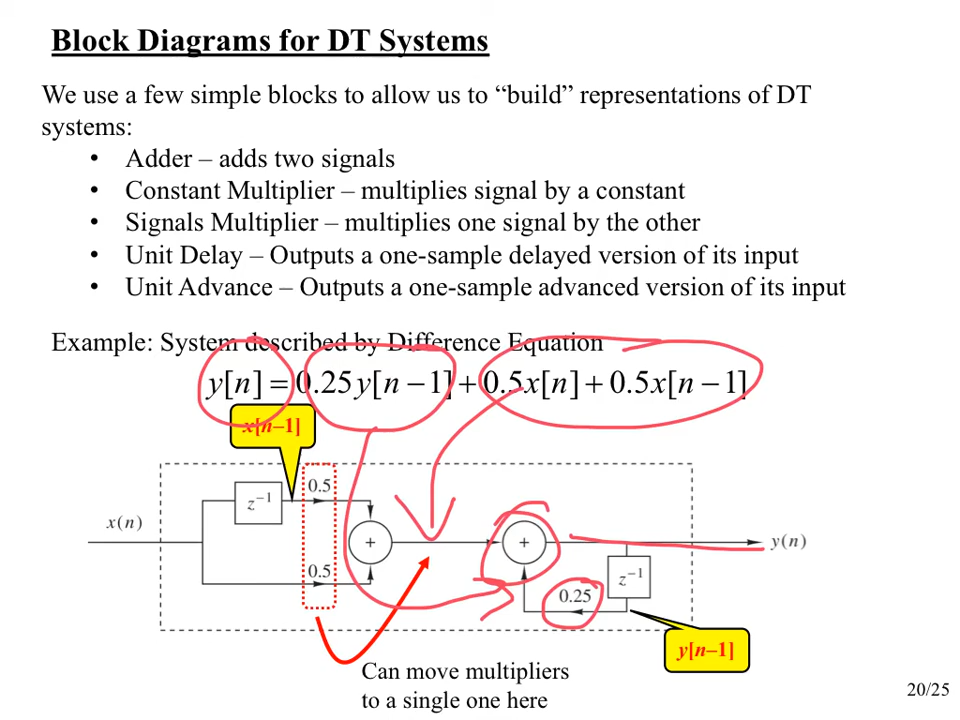 Block Diagrams for DT Systems
We use a few simple blocks to allow us to “build” representations of DT
systems:
• Adder – adds two signals
• Constant Multiplier – multiplies signal by a constant
• Signals Multiplier – multiplies one signal by the other
• Unit Delay – Outputs a one-sample delayed version of its input
• Unit Advance – Outputs a one-sample advanced version of its input
Example: System described by Difference Equation
y[n] = 0.25y[n − 1] + 0.5x[n] + 0.5x[n − 1]
x[n–1]
0.5
z⁻¹
x(n)
+
+
y(n)
0.5
z⁻¹
0.25
y[n–1]
Can move multipliers
to a single one here
20/25